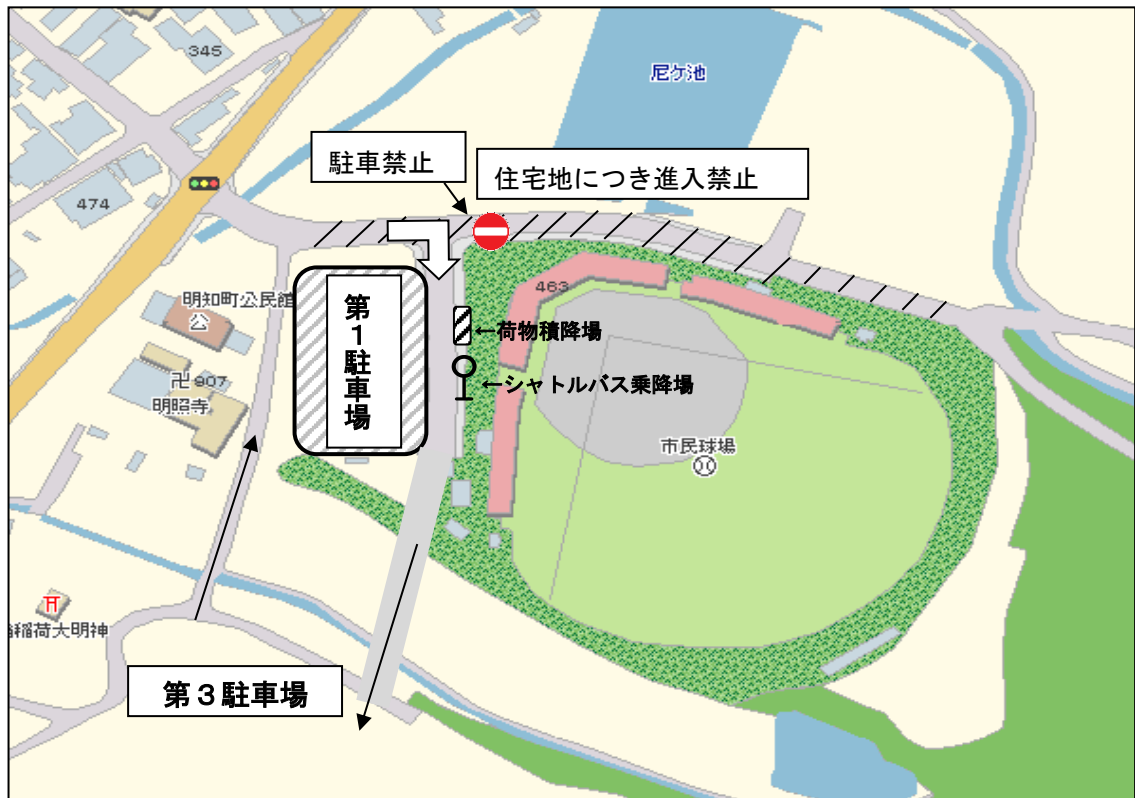 345
尼ケ池
駐車禁止
住宅地につき進入禁止
474
463
明知町公民館
公
第1駐車場
←荷物積降場
卍 907
明照寺
←シャトルバス乗降場
市民球場
稲荷大明神
第３駐車場